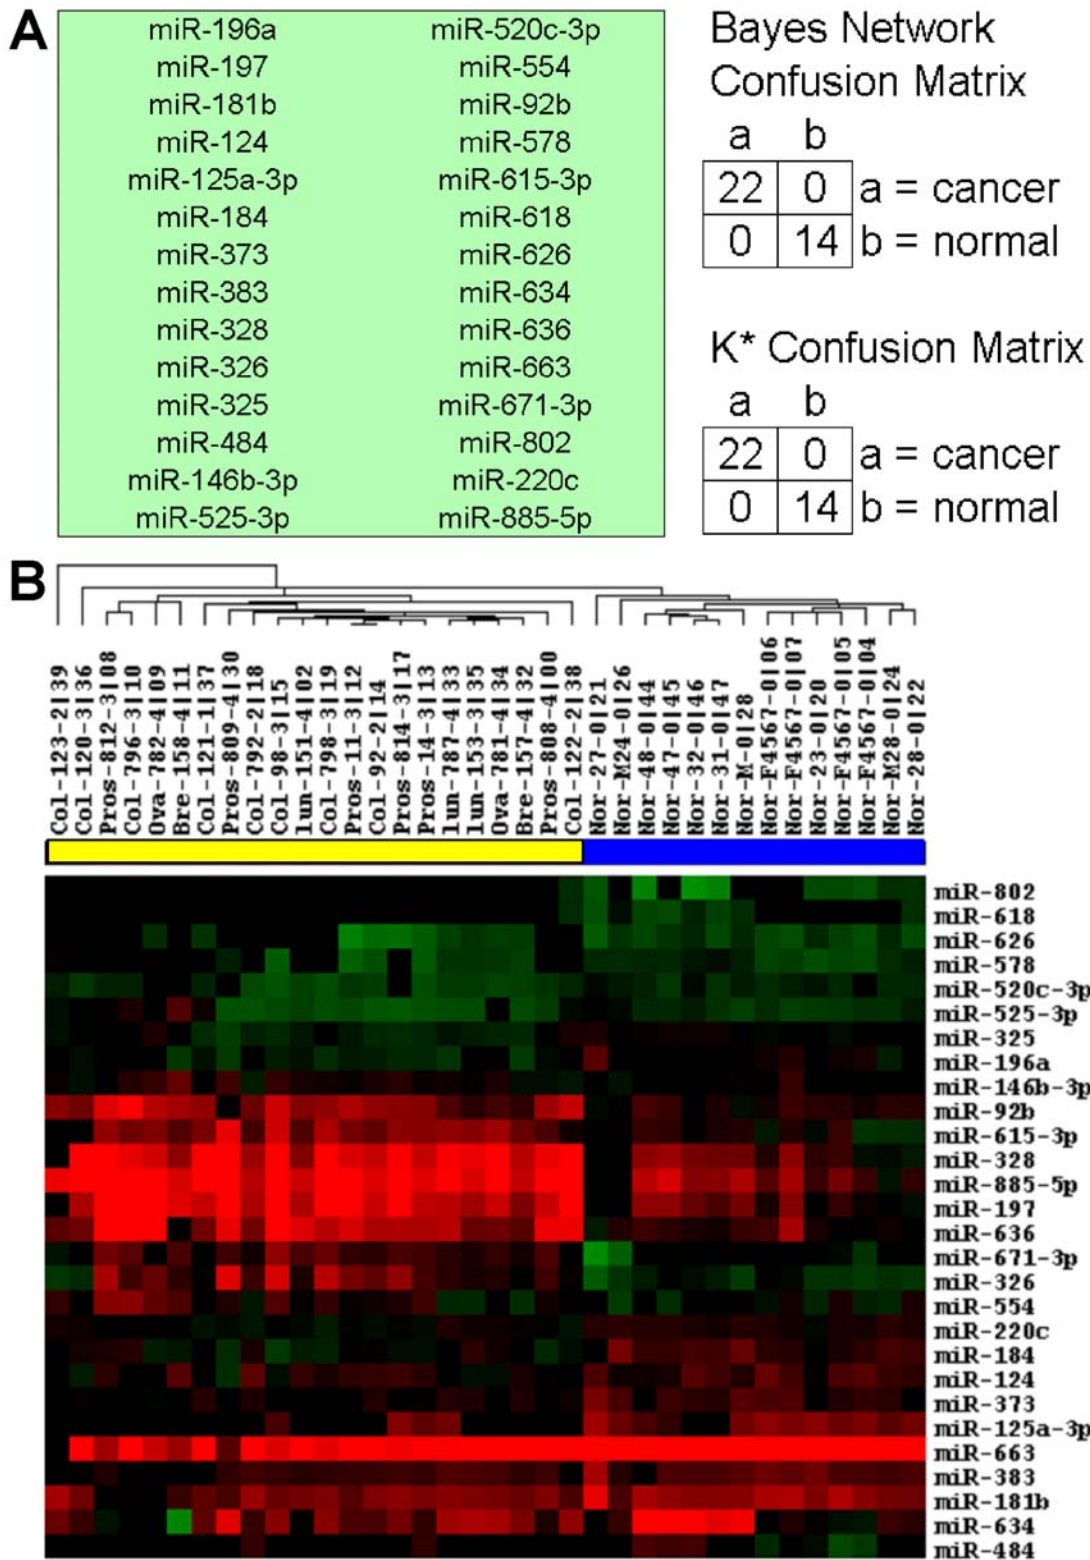 A
miR-196a miR-520c-3p
miR-197 miR-554
miR-181b miR-92b
miR-124 miR-578
miR-125a-3p miR-615-3p
miR-184 miR-618
miR-373 miR-626
miR-383 miR-634
miR-328 miR-636
miR-326 miR-663
miR-325 miR-671-3p
miR-484 miR-802
miR-146b-3p miR-220c
miR-525-3p miR-885-5p
Bayes Network
Confusion Matrix
a b
22 0 a = cancer
0 14 b = normal
K* Confusion Matrix
a b
22 0 a = cancer
0 14 b = normal
B
Col-123-2|39
Col-120-3|36
Pros-812-3|08
Col-796-3|10
Ova-782-4|09
Bre-158-4|11
Col-121-1|37
Pros-809-4|30
Col-792-2|18
Col-98-3|15
lun-151-4|02
Col-798-3|19
Pros-11-3|12
Col-92-2|14
Pros-814-3|17
Pros-14-3|13
lun-787-4|33
lun-153-3|35
Ova-781-4|34
Bre-157-4|32
Pros-808-4|00
Col-122-2|38
Nor-27-0|21
Nor-M24-0|26
Nor-48-0|44
Nor-47-0|45
Nor-32-0|46
Nor-31-0|47
Nor-M-0|28
Nor-F4567-0|06
Nor-F4567-0|07
Nor-23-0|20
Nor-F4567-0|05
Nor-F4567-0|04
Nor-M28-0|24
Nor-28-0|22
miR-802
miR-618
miR-626
miR-578
miR-520c-3p
miR-525-3p
miR-325
miR-196a
miR-146b-3p
miR-92b
miR-615-3p
miR-328
miR-885-5p
miR-197
miR-636
miR-671-3p
miR-326
miR-554
miR-220c
miR-184
miR-124
miR-373
miR-125a-3p
miR-663
miR-383
miR-181b
miR-634
miR-484